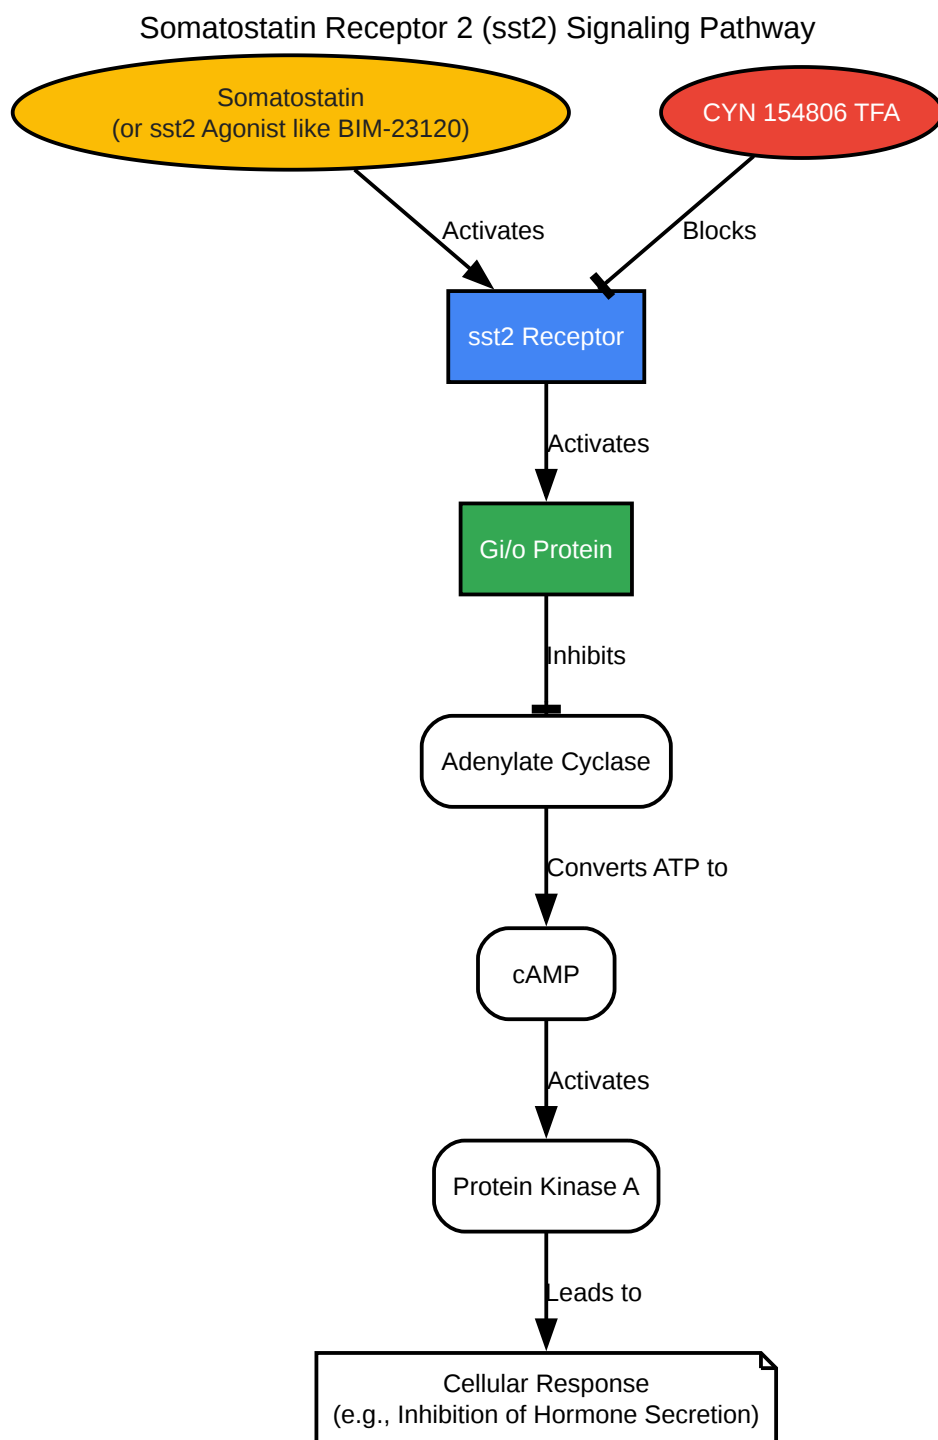 Somatostatin Receptor 2 (sst2) Signaling Pathway
Somatostatin
(or sst2 Agonist like BIM-23120)
CYN 154806 TFA
Activates
Blocks
sst2 Receptor
Activates
Gi/o Protein
Inhibits
Adenylate Cyclase
Converts ATP to
cAMP
Activates
Protein Kinase A
Leads to
Cellular Response
(e.g., Inhibition of Hormone Secretion)